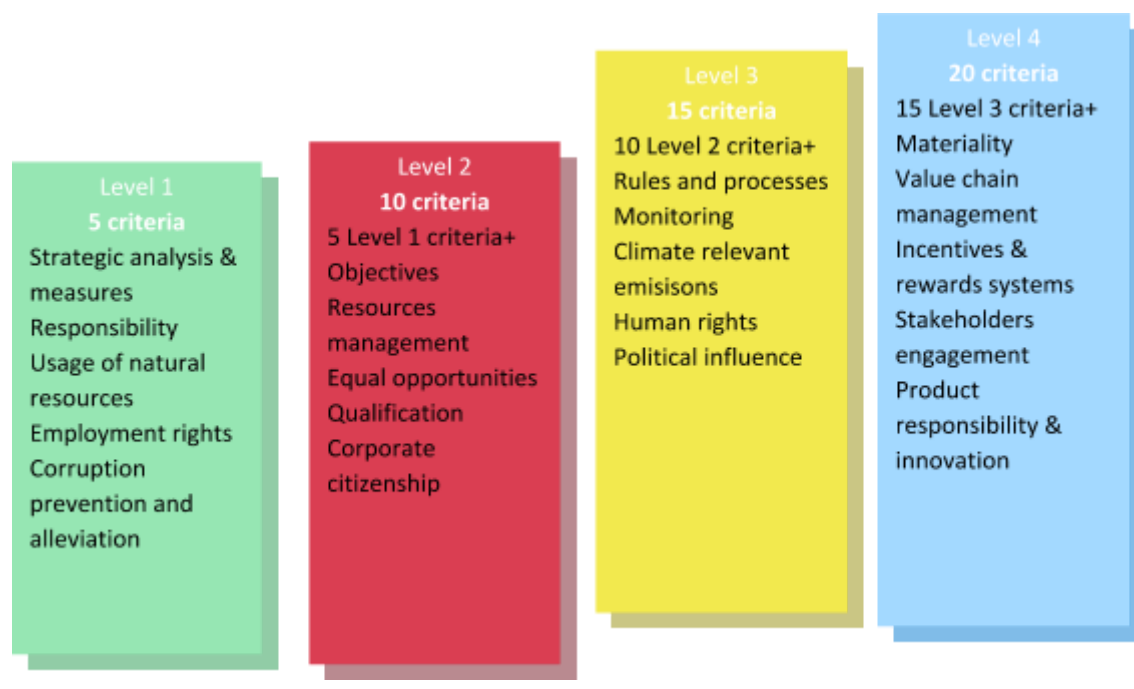 Level 1
5 criteria
Strategic analysis &
measures
Responsibility
Usage of natural
resources
Employment rights
Corruption
prevention and
alleviation
Level 2
10 criteria
5 Level 1 criteria+
Objectives
Resources
management
Equal opportunities
Qualification
Corporate
citizenship
Level 3
15 criteria
10 Level 2 criteria+
Rules and processes
Monitoring
Climate relevant
emisisons
Human rights
Political influence
Level 4
20 criteria
15 Level 3 criteria+
Materiality
Value chain
management
Incentives &
rewards systems
Stakeholders
engagement
Product
responsibility &
innovation